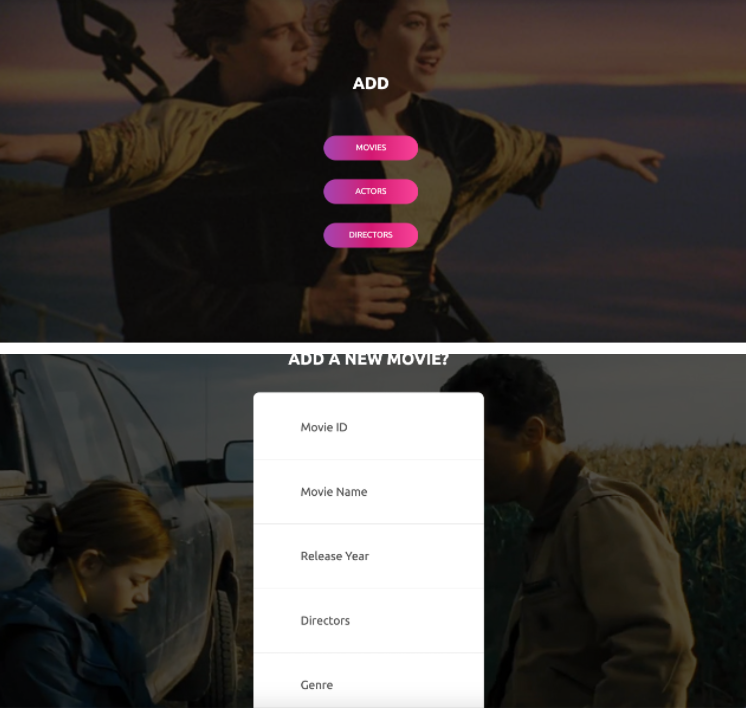 ADD
MOVIES
ACTORS
DIRECTORS
ADD A NEW MOVIE?
Movie ID
Movie Name
Release Year
Directors
Genre